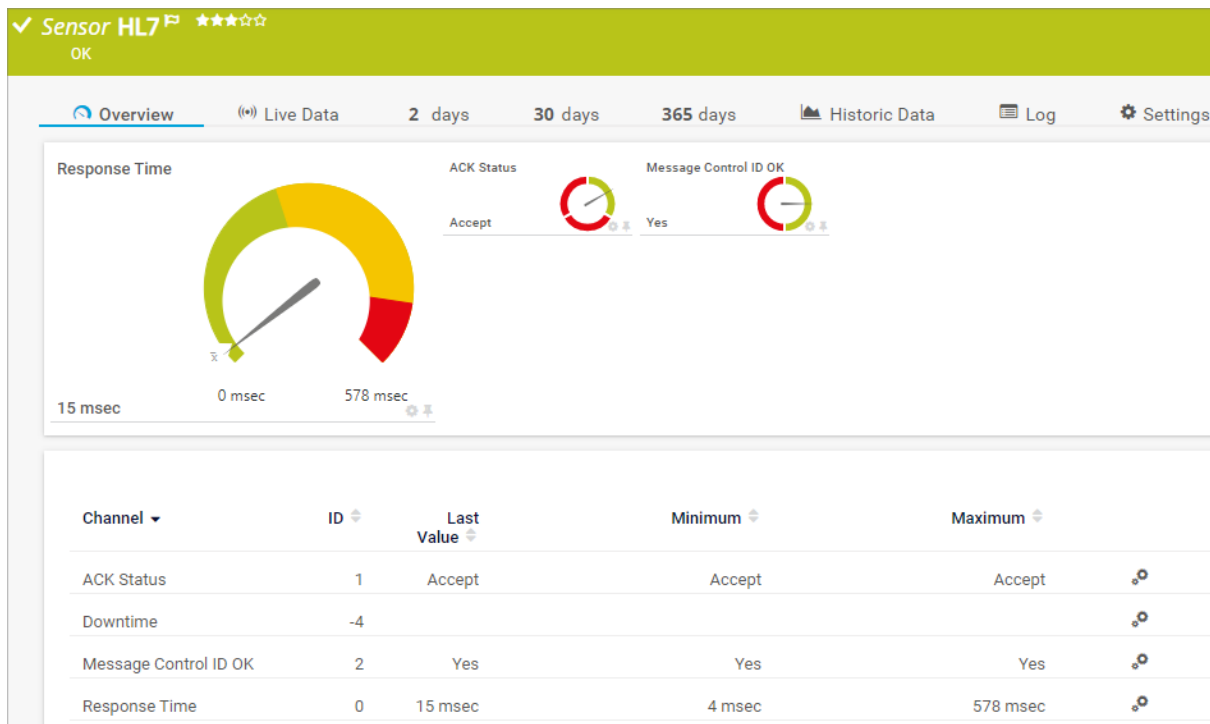 Sensor HL7
OK
Overview
Live Data
2 days
30 days
365 days
Historic Data
Log
Settings
Response Time
x̄
0 msec
578 msec
15 msec
ACK Status
Accept
Message Control ID OK
Yes
Channel ID Last Value Minimum Maximum
ACK Status 1 Accept Accept Accept
Downtime -4
Message Control ID OK 2 Yes Yes Yes
Response Time 0 15 msec 4 msec 578 msec